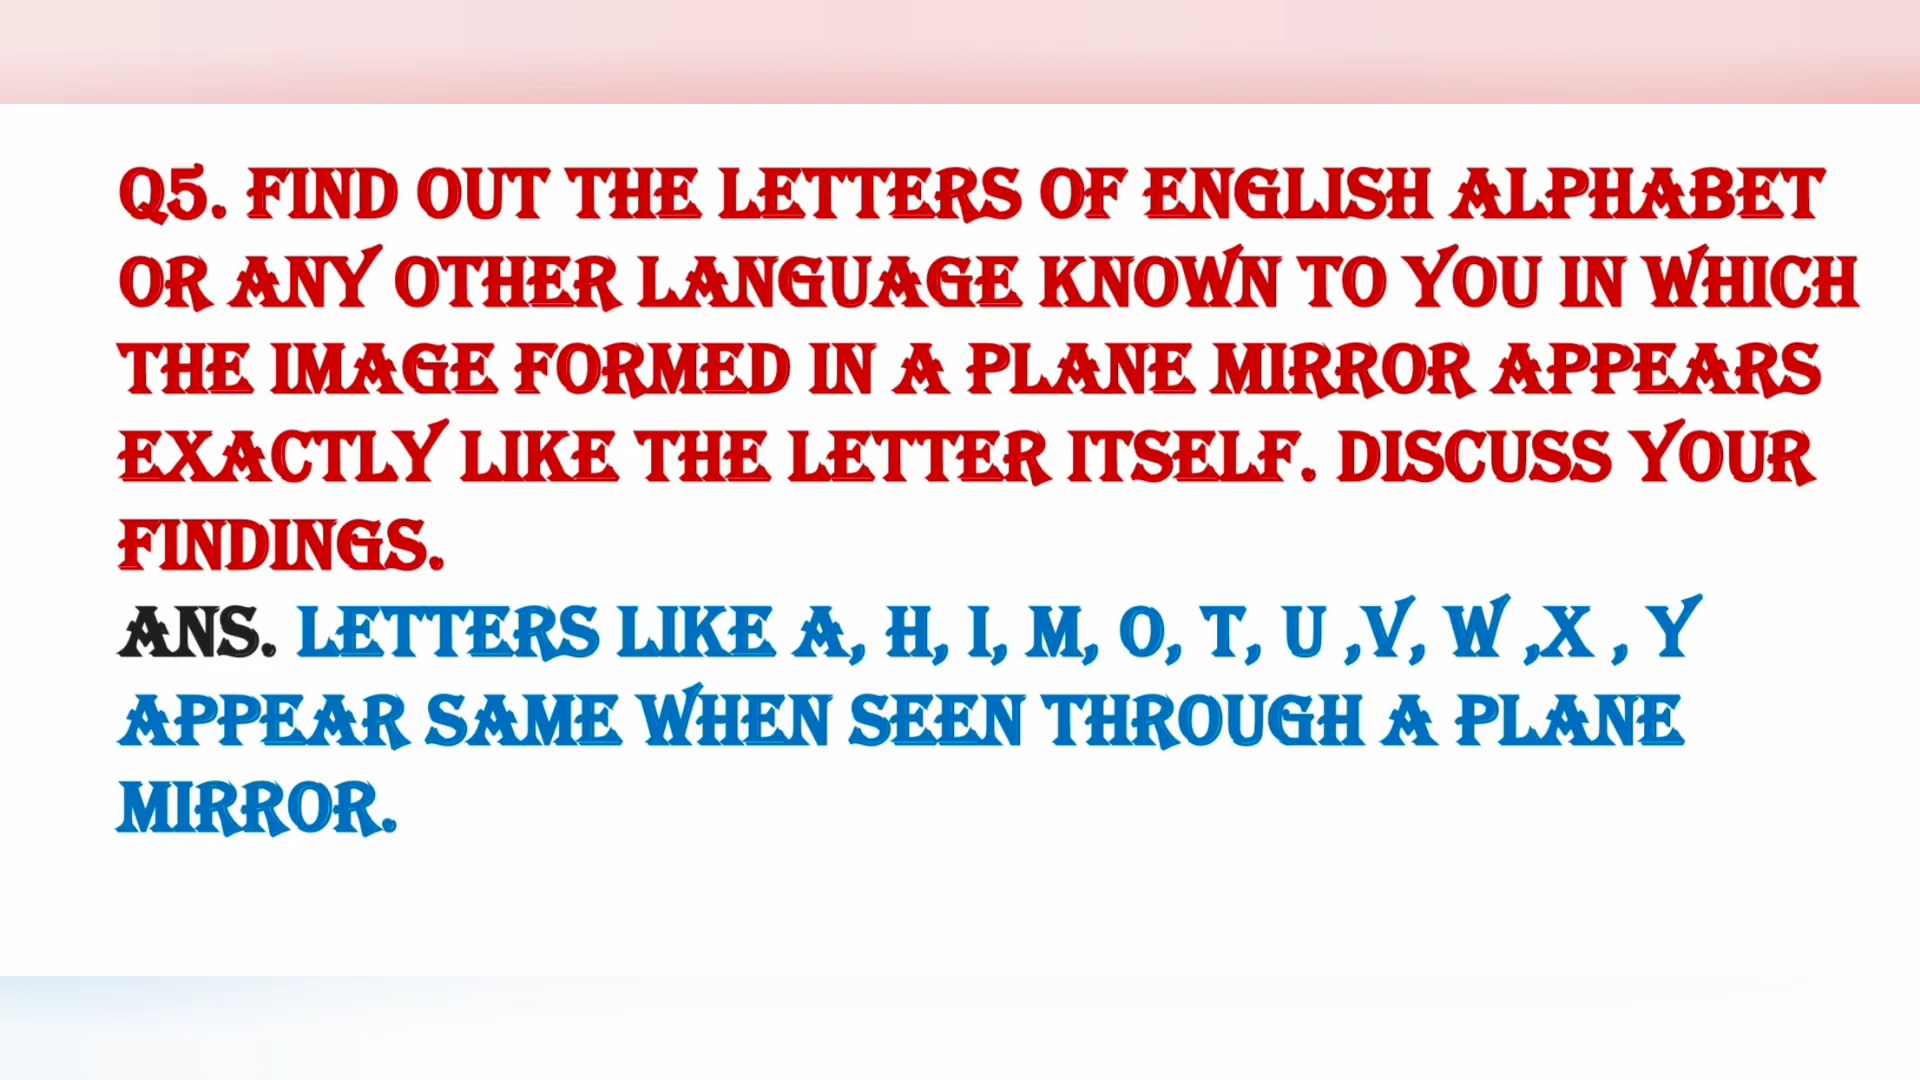 Q5. FIND OUT THE LETTERS OF ENGLISH ALPHABET
OR ANY OTHER LANGUAGE KNOWN TO YOU IN WHICH
THE IMAGE FORMED IN A PLANE MIRROR APPEARS
EXACTLY LIKE THE LETTER ITSELF. DISCUSS YOUR
FINDINGS.
ANS. LETTERS LIKE A, H, I, M, O, T, U ,V, W ,X , Y
APPEAR SAME WHEN SEEN THROUGH A PLANE
MIRROR.